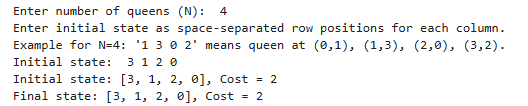 Enter number of queens (N):  4
Enter initial state as space-separated row positions for each column.
Example for N=4: '1 3 0 2' means queen at (0,1), (1,3), (2,0), (3,2).
Initial state:  3 1 2 0
Initial state: [3, 1, 2, 0], Cost = 2
Final state: [3, 1, 2, 0], Cost = 2